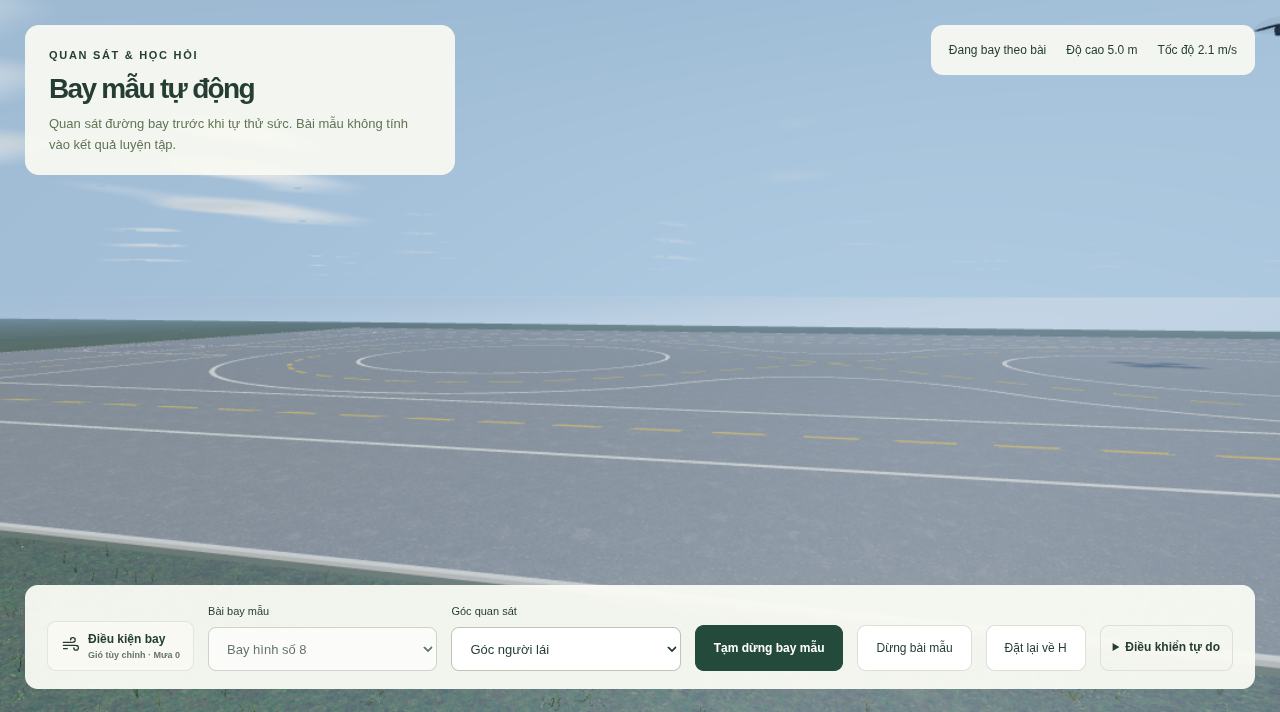 QUAN SÁT & HỌC HỎI
Bay mẫu tự động
Quan sát đường bay trước khi tự thử sức. Bài mẫu không tính
vào kết quả luyện tập.
Đang bay theo bài Độ cao 5.0 m Tốc độ 2.1 m/s
Điều kiện bay
Gió tùy chỉnh · Mưa 0
Bài bay mẫu
Bay hình số 8
Góc quan sát
Góc người lái
Tạm dừng bay mẫu
Dừng bài mẫu
Đặt lại về H
Điều khiển tự do